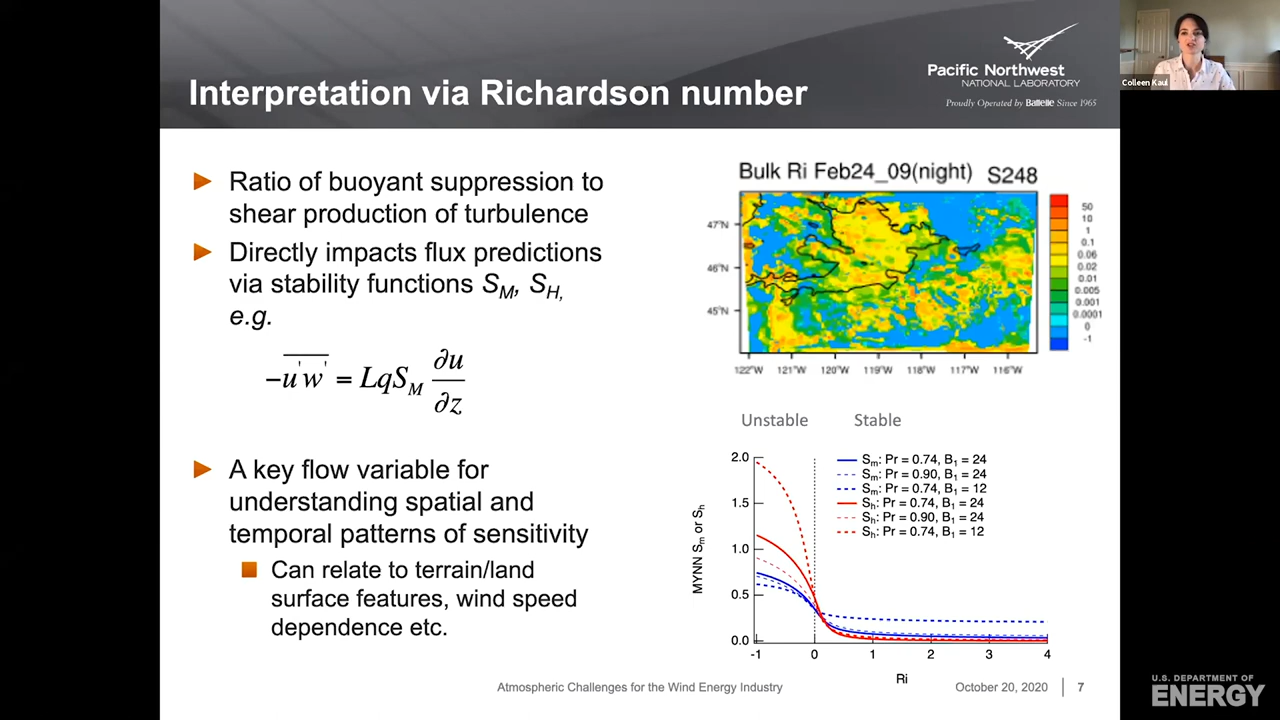 Interpretation via Richardson number
Pacific Northwest
NATIONAL LABORATORY
Proudly Operated by Battelle Since 1965
Colleen Kaul
Ratio of buoyant suppression to
shear production of turbulence
Directly impacts flux predictions
via stability functions S_M, S_H,
e.g.
−u'w' = LqS_M ∂u/∂z
A key flow variable for
understanding spatial and
temporal patterns of sensitivity
Can relate to terrain/land
surface features, wind speed
dependence etc.
Bulk Ri Feb24_09(night) S248
47°N
46°N
45°N
122°W 121°W 120°W 119°W 118°W 117°W 116°W
50
10
1
0.1
0.06
0.02
0.01
0.005
0.001
0.0001
0
-1
Unstable Stable
MYNN S_m or S_h
2.0
1.5
1.0
0.5
0.0
S_m: Pr = 0.74, B_1 = 24
S_m: Pr = 0.90, B_1 = 24
S_m: Pr = 0.74, B_1 = 12
S_h: Pr = 0.74, B_1 = 24
S_h: Pr = 0.90, B_1 = 24
S_h: Pr = 0.74, B_1 = 12
-1 0 1 2 3 4
Ri
Atmospheric Challenges for the Wind Energy Industry
October 20, 2020 7
U.S. DEPARTMENT OF
ENERGY